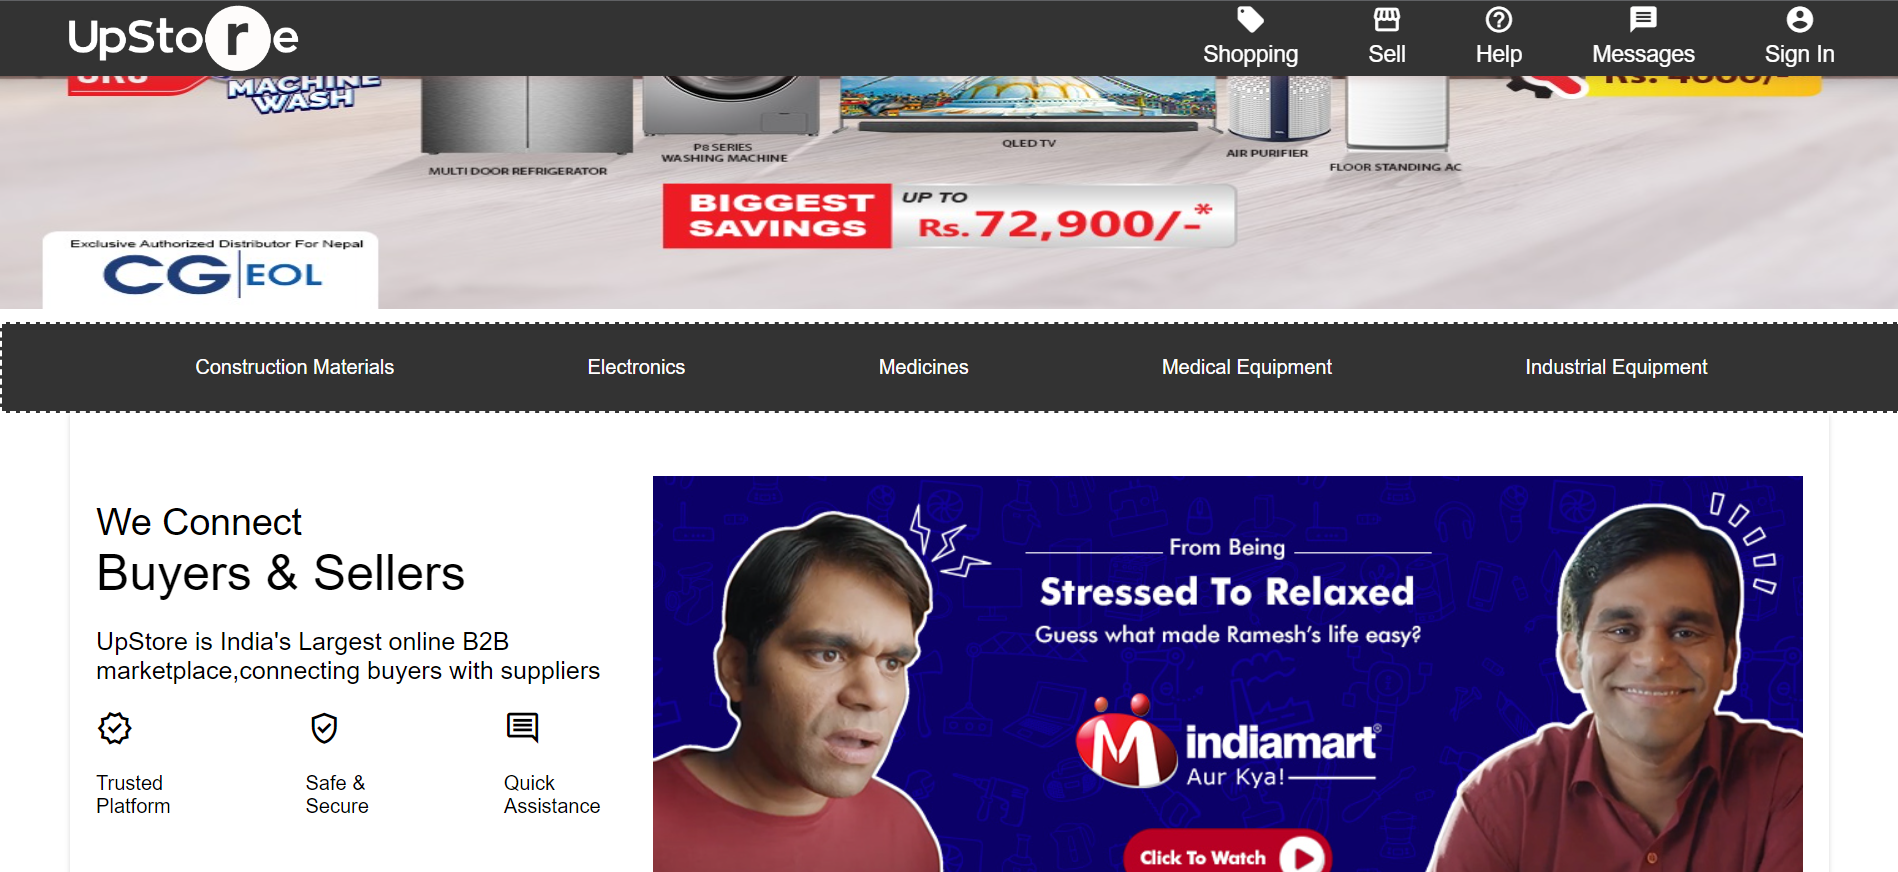 UpStore
Shopping
Sell
Help
Messages
Sign In
MACHINE
WASH
MULTI DOOR REFRIGERATOR
P8 SERIES
WASHING MACHINE
QLED TV
AIR PURIFIER
FLOOR STANDING AC
BIGGEST
SAVINGS
UP TO
Rs. 72,900/-*
Exclusive Authorized Distributor For Nepal
CG EOL
Construction Materials
Electronics
Medicines
Medical Equipment
Industrial Equipment
We Connect
Buyers & Sellers
UpStore is India's Largest online B2B
marketplace,connecting buyers with suppliers
Trusted
Platform
Safe &
Secure
Quick
Assistance
From Being
Stressed To Relaxed
Guess what made Ramesh's life easy?
indiamart®
Aur Kya!
Click To Watch